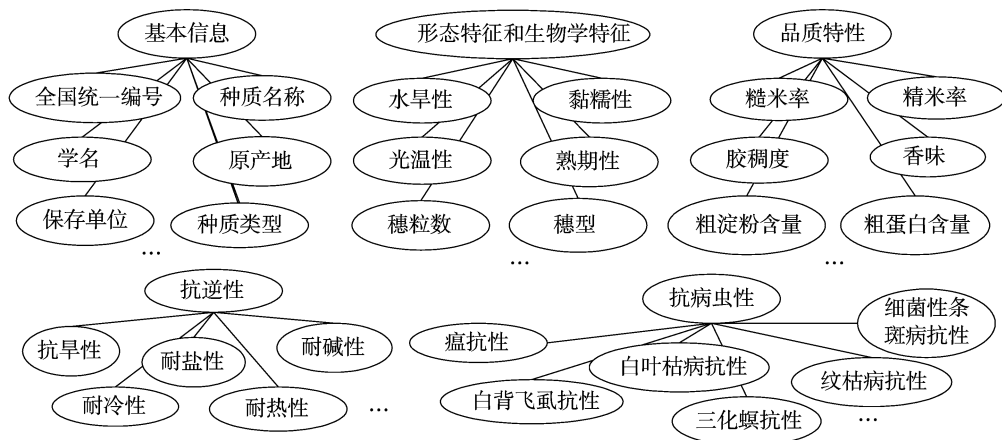 基本信息
形态特征和生物学特征
品质特性
全国统一编号
种质名称
水旱性
黏糯性
糙米率
精米率
学名
原产地
光温性
熟期性
胶稠度
香味
保存单位
种质类型
穗粒数
穗型
粗淀粉含量
粗蛋白含量
…
…
…
抗逆性
抗病虫性
抗旱性
耐盐性
耐碱性
瘟抗性
白叶枯病抗性
细菌性条
斑病抗性
耐冷性
耐热性
…
白背飞虱抗性
三化螟抗性
纹枯病抗性
…